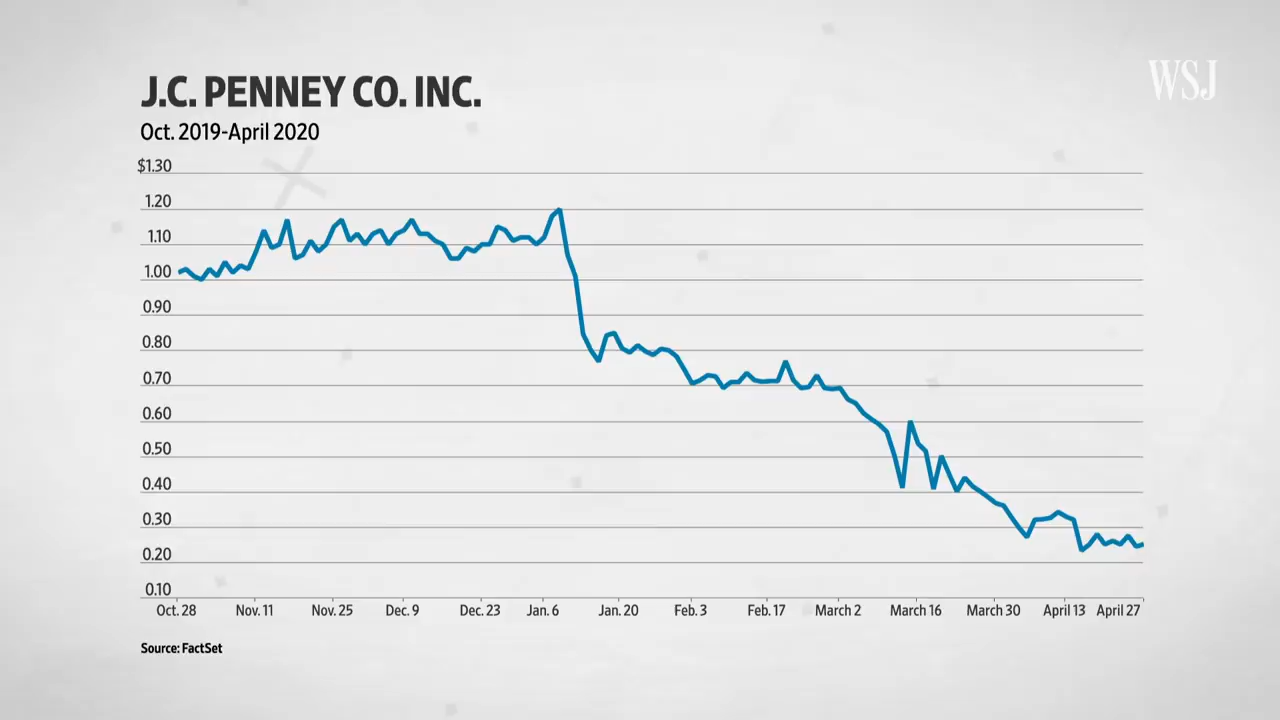 J.C. PENNEY CO. INC.
WSJ
Oct. 2019-April 2020
$1.30
1.20
1.10
1.00
0.90
0.80
0.70
0.60
0.50
0.40
0.30
0.20
0.10
Oct. 28 Nov. 11 Nov. 25 Dec. 9 Dec. 23 Jan. 6 Jan. 20 Feb. 3 Feb. 17 March 2 March 16 March 30 April 13 April 27
Source: FactSet